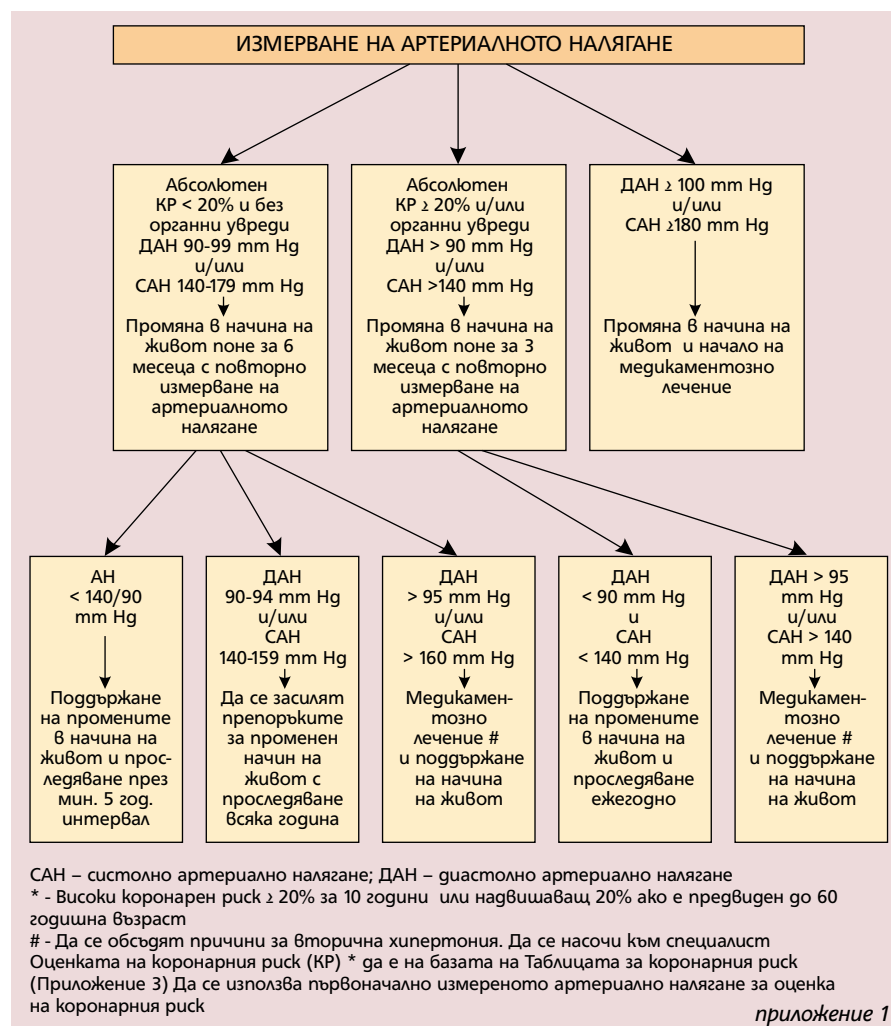 ИЗМЕРВАНЕ НА АРТЕРИАЛНОТО НАЛЯГАНЕ
Абсолютен
КР < 20% и без
органни увреди
ДАН 90-99 mm Hg
и/или
САН 140-179 mm Hg
Промяна в начина на
живот поне за 6
месеца с повторно
измерване на
артериалното
налягане
Абсолютен
КР ≥ 20% и/или
органни увреди
ДАН > 90 mm Hg
и/или
САН >140 mm Hg
Промяна в начина на
живот поне за 3
месеца с повторно
измерване на
артериалното
налягане
ДАН ≥ 100 mm Hg
и/или
САН ≥180 mm Hg
Промяна в начина на
живот и начало на
медикаментозно
лечение
АН
< 140/90
mm Hg
Поддържане
на промените
в начина на
живот и прос-
ледяване през
мин. 5 год.
интервал
ДАН
90-94 mm Hg
и/или
САН
140-159 mm Hg
Да се засилят
препоръките
за променен
начин на
живот с
проследяване
всяка година
ДАН
> 95 mm Hg
и/или
САН
> 160 mm Hg
Медикамен-
тозно
лечение #
и поддържане
на начина
на живот
ДАН
< 90 mm Hg
и
САН
< 140 mm Hg
Поддържане
на промените
в начина на
живот и
проследяване
ежегодно
ДАН > 95
mm Hg
и/или
САН > 140
mm Hg
Медикамен-
тозно
лечение #
и поддържане
на начина
на живот
САН – систолно артериално налягане; ДАН – диастолно артериално налягане
* - Високи коронарен риск ≥ 20% за 10 години или надвишаващ 20% ако е предвиден до 60
годишна възраст
# - Да се обсъдят причини за вторична хипертония. Да се насочи към специалист
Оценката на коронарния риск (КР) * да е на базата на Таблицата за коронарния риск
(Приложение 3) Да се използва първоначално измереното артериално налягане за оценка
на коронарния риск
приложение 1